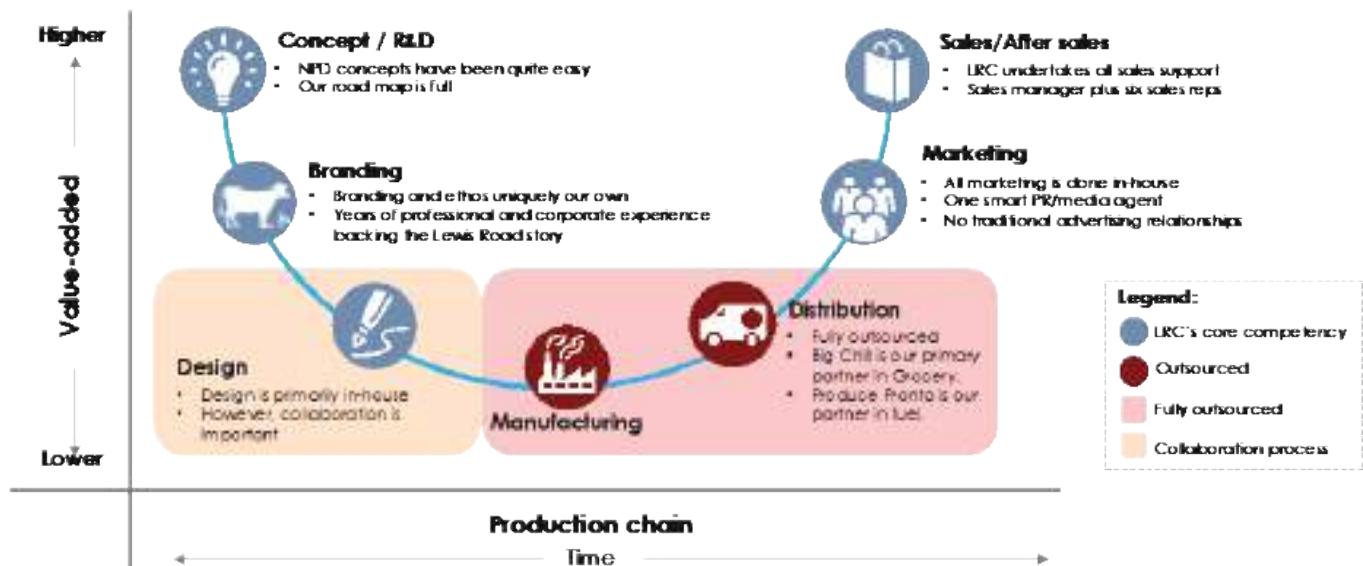 Higher
Value-added
Lower
Concept / R&D
• NPD concepts have been quite easy
• Our road map is full
Branding
• Branding and ethos uniquely our own
• Years of professional and corporate experience
backing the Lewis Road story
Design
• Design is primarily in-house
• However, collaboration is
important
Manufacturing
Distribution
• Fully outsourced
• Big Chill is our primary
partner in Grocery.
• Produce Pronto is our
partner in fuel.
Marketing
• All marketing is done in-house
• One smart PR/media agent
• No traditional advertising relationships
Sales/After sales
• LRC undertakes all sales support
• Sales manager plus six sales reps
Legend:
LRC's core competency
Outsourced
Fully outsourced
Collaboration process
Production chain
Time